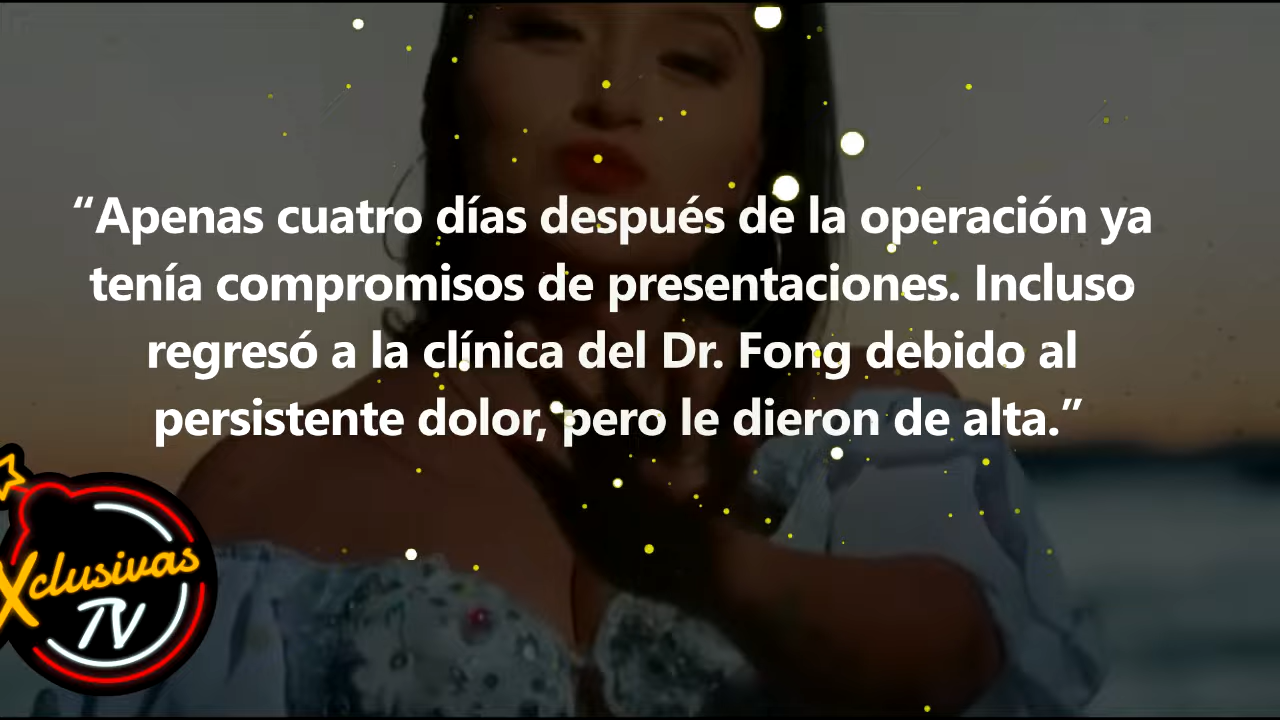 “Apenas cuatro días después de la operación ya
tenía compromisos de presentaciones. Incluso
regresó a la clínica del Dr. Fong debido al
persistente dolor, pero le dieron de alta.”
Xclusivas
TV